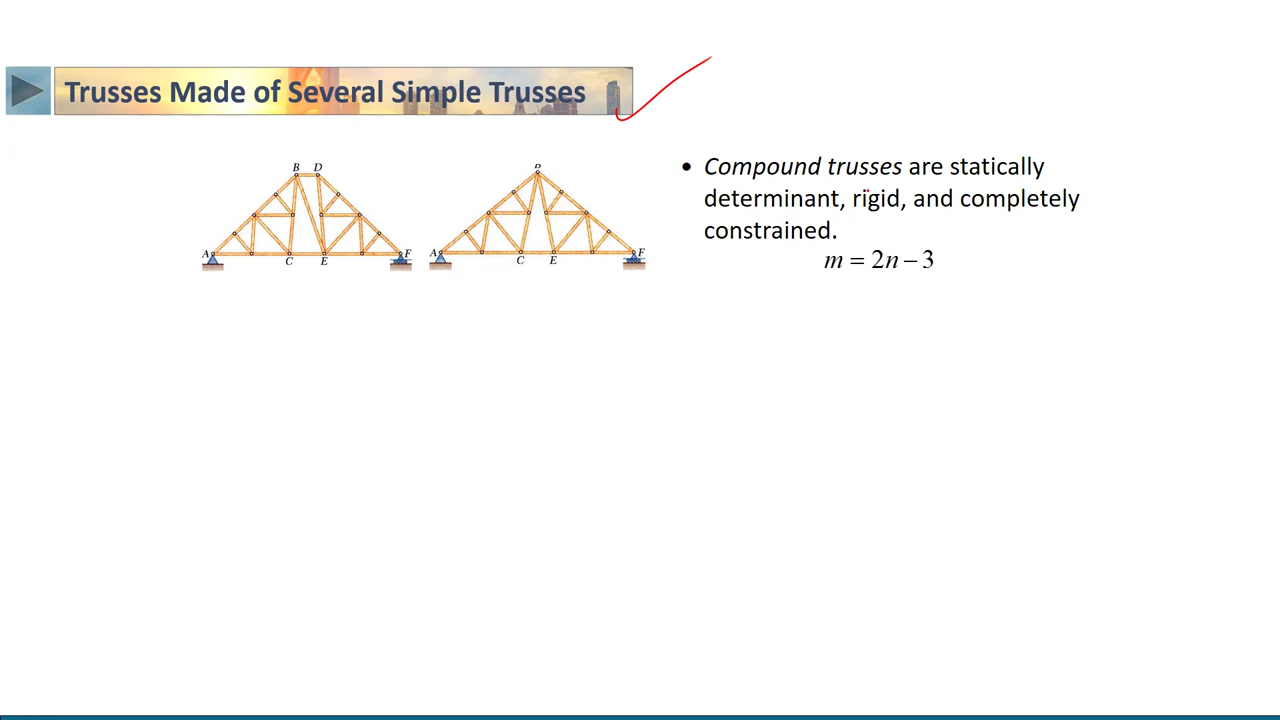 Trusses Made of Several Simple Trusses
B D
A C E F
A C E F
• Compound trusses are statically
determinant, rigid, and completely
constrained.
m = 2n – 3